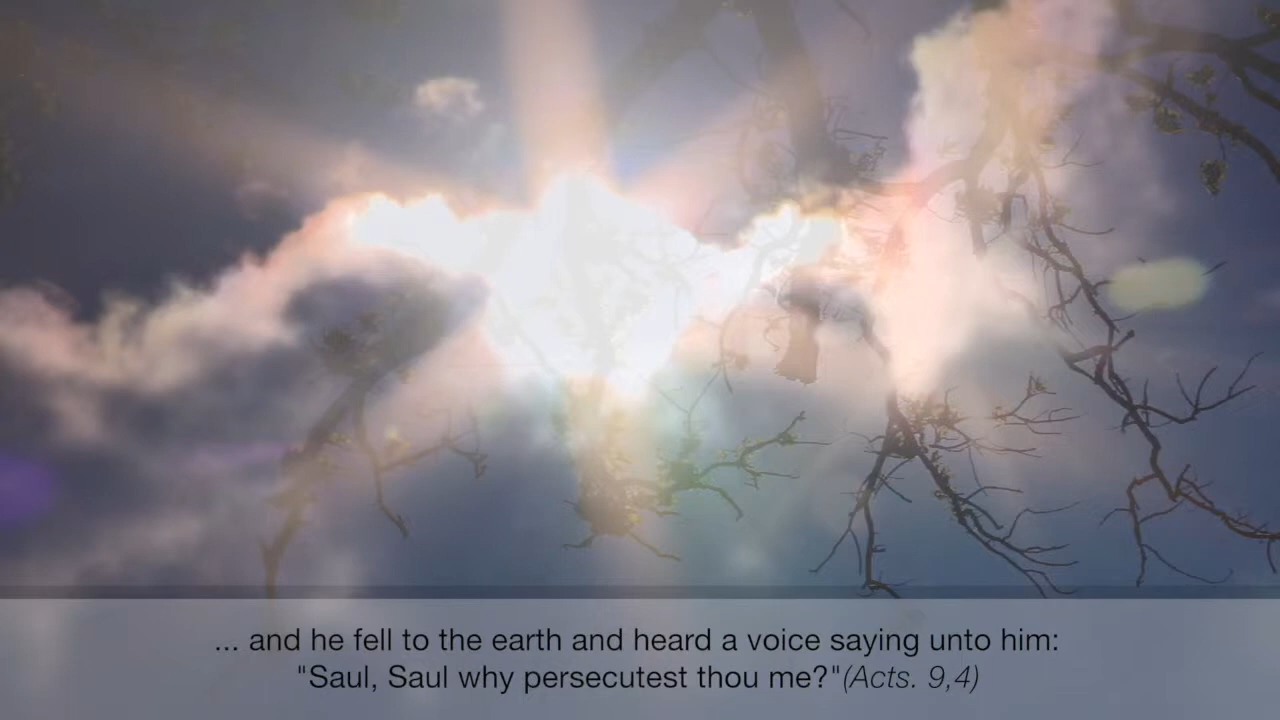 ... and he fell to the earth and heard a voice saying unto him:
"Saul, Saul why persecutest thou me?"(Acts. 9,4)